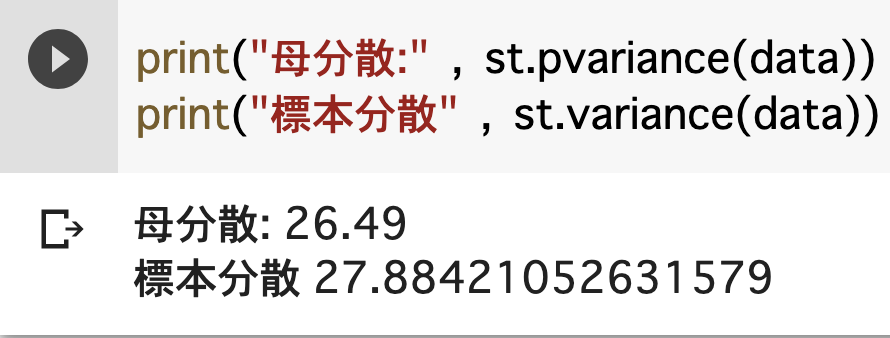 print("母分散:" , st.pvariance(data))
print("標本分散" , st.variance(data))
母分散: 26.49
標本分散 27.88421052631579